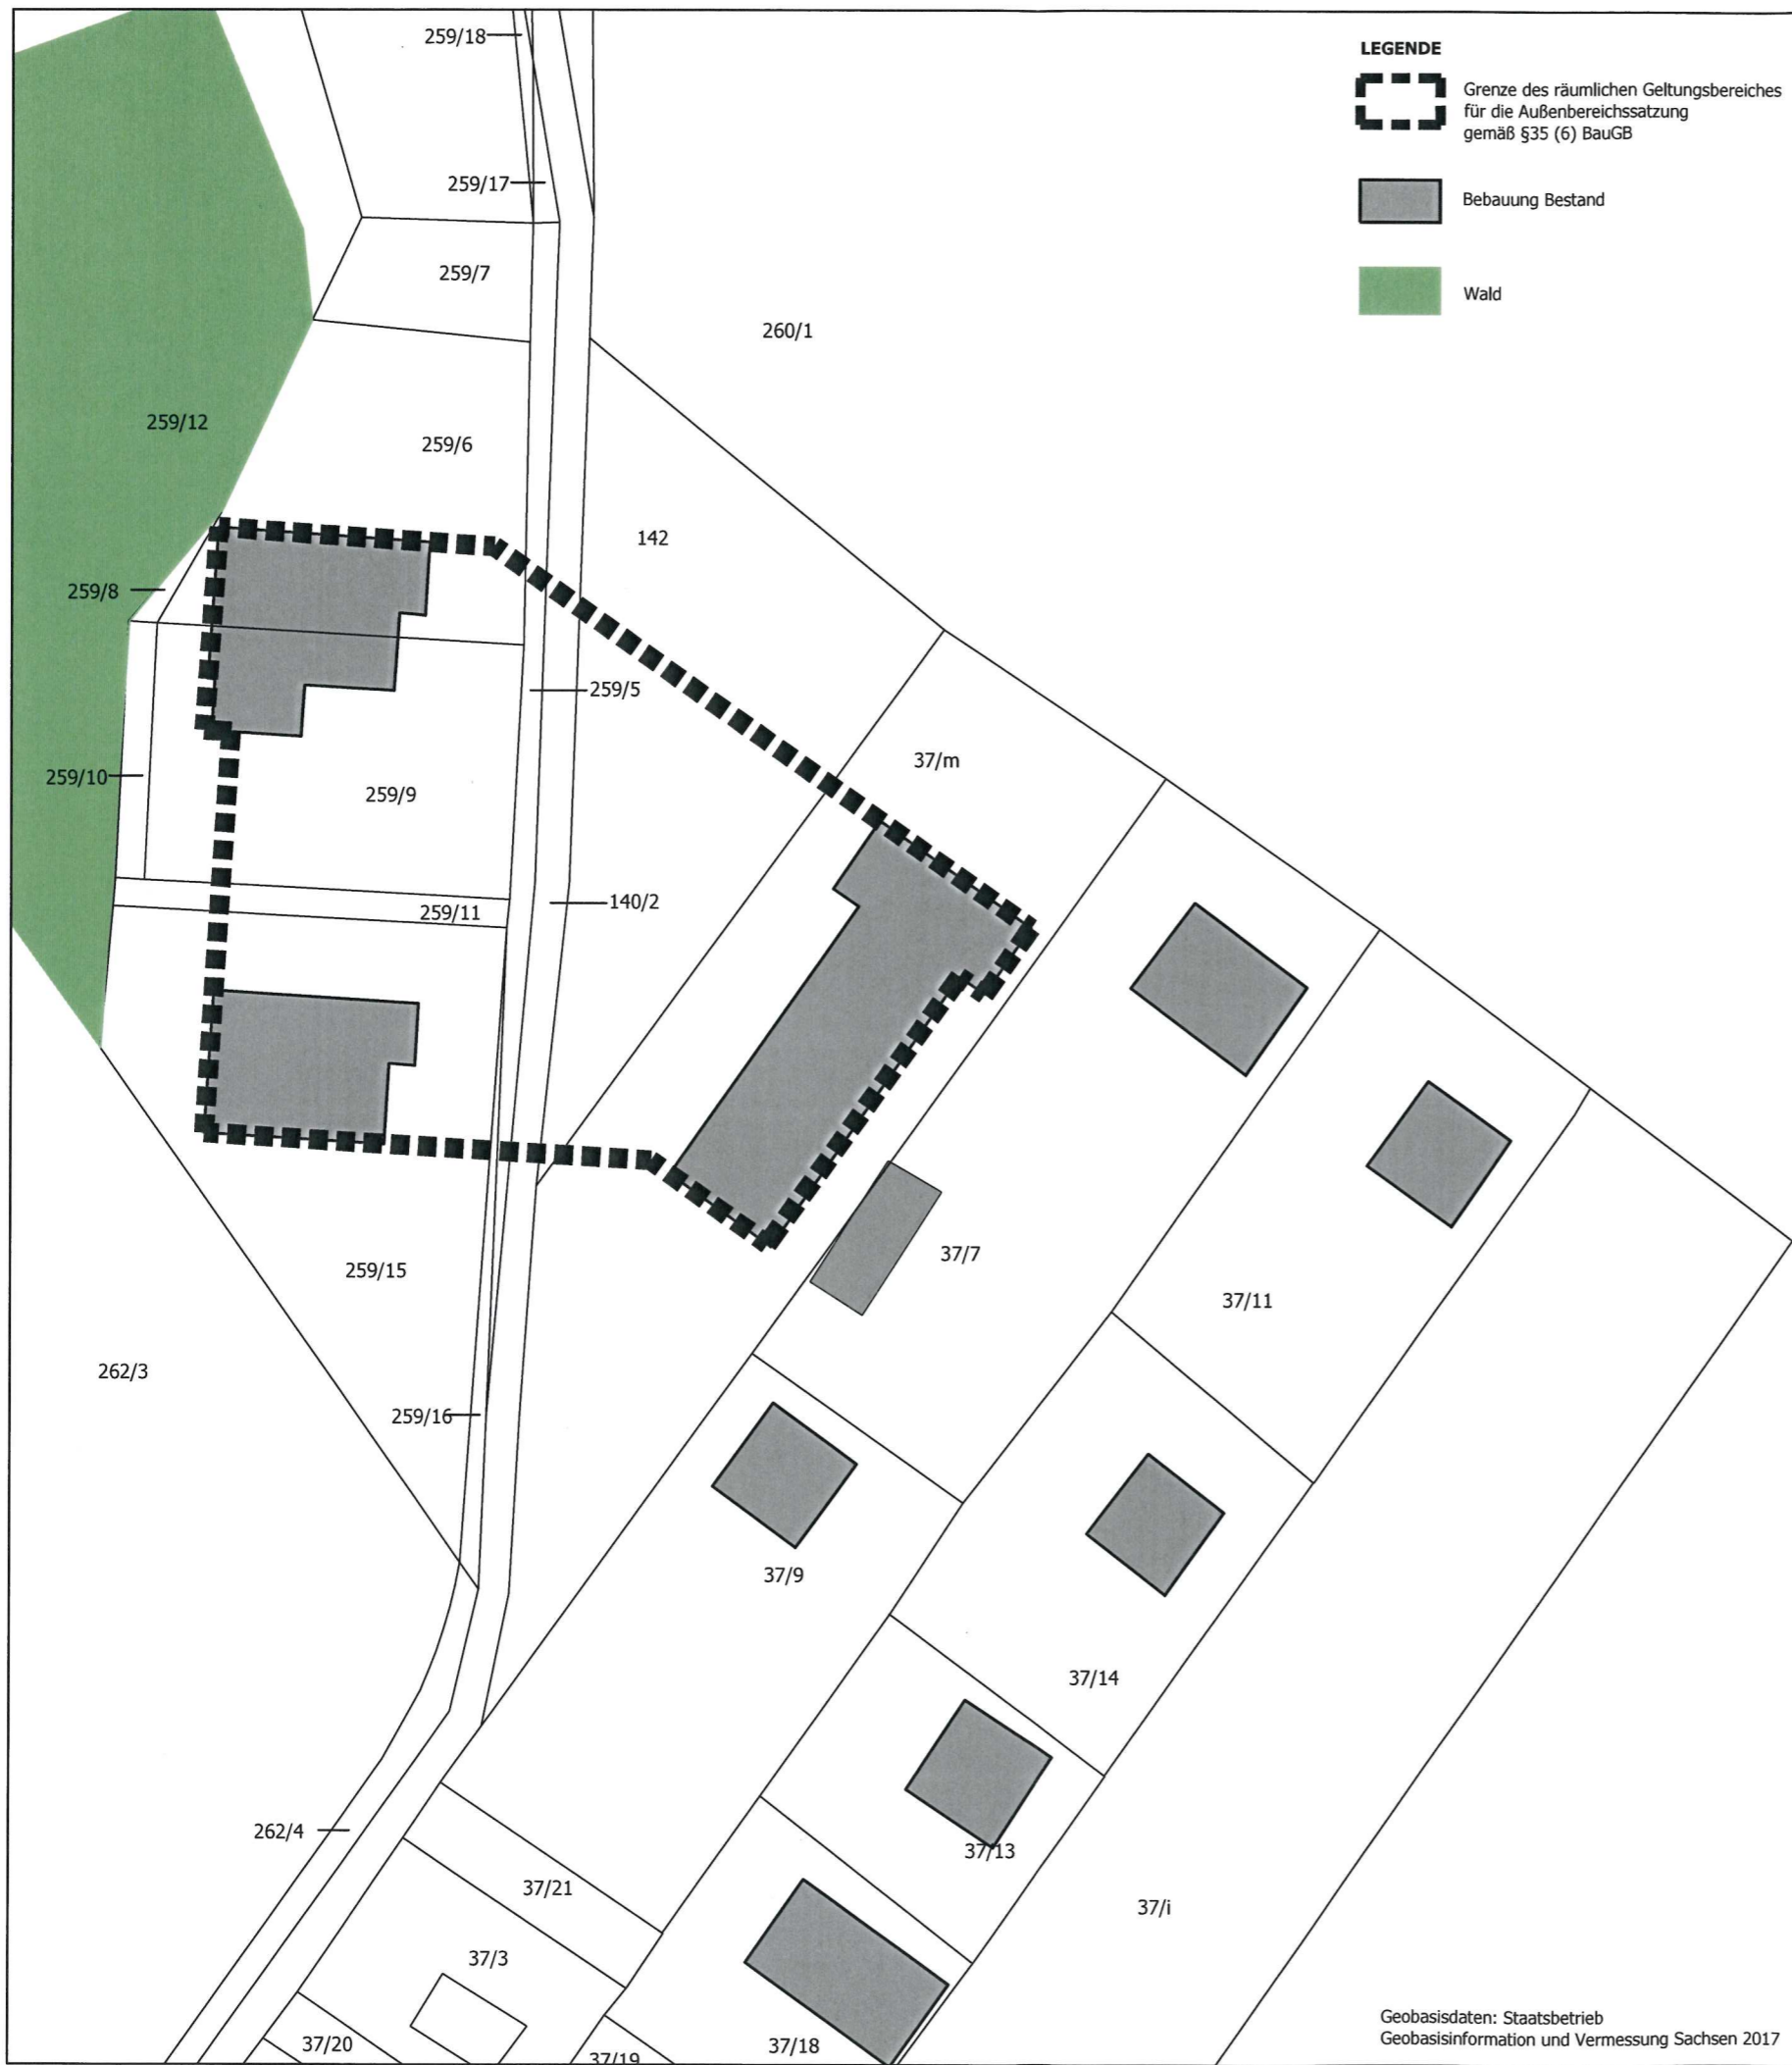 LEGENDE
Grenze des räumlichen Geltungsbereiches
für die Außenbereichssatzung
gemäß §35 (6) BauGB
Bebauung Bestand
Wald
259/18
259/17
259/7
260/1
259/12
259/6
142
259/8
259/5
37/m
259/10
259/9
140/2
259/11
37/7
259/15
37/11
262/3
259/16
37/9
37/14
262/4
37/13
37/21
37/i
37/3
37/20
37/18
37/19
Geobasisdaten: Staatsbetrieb
Geobasisinformation und Vermessung Sachsen 2017